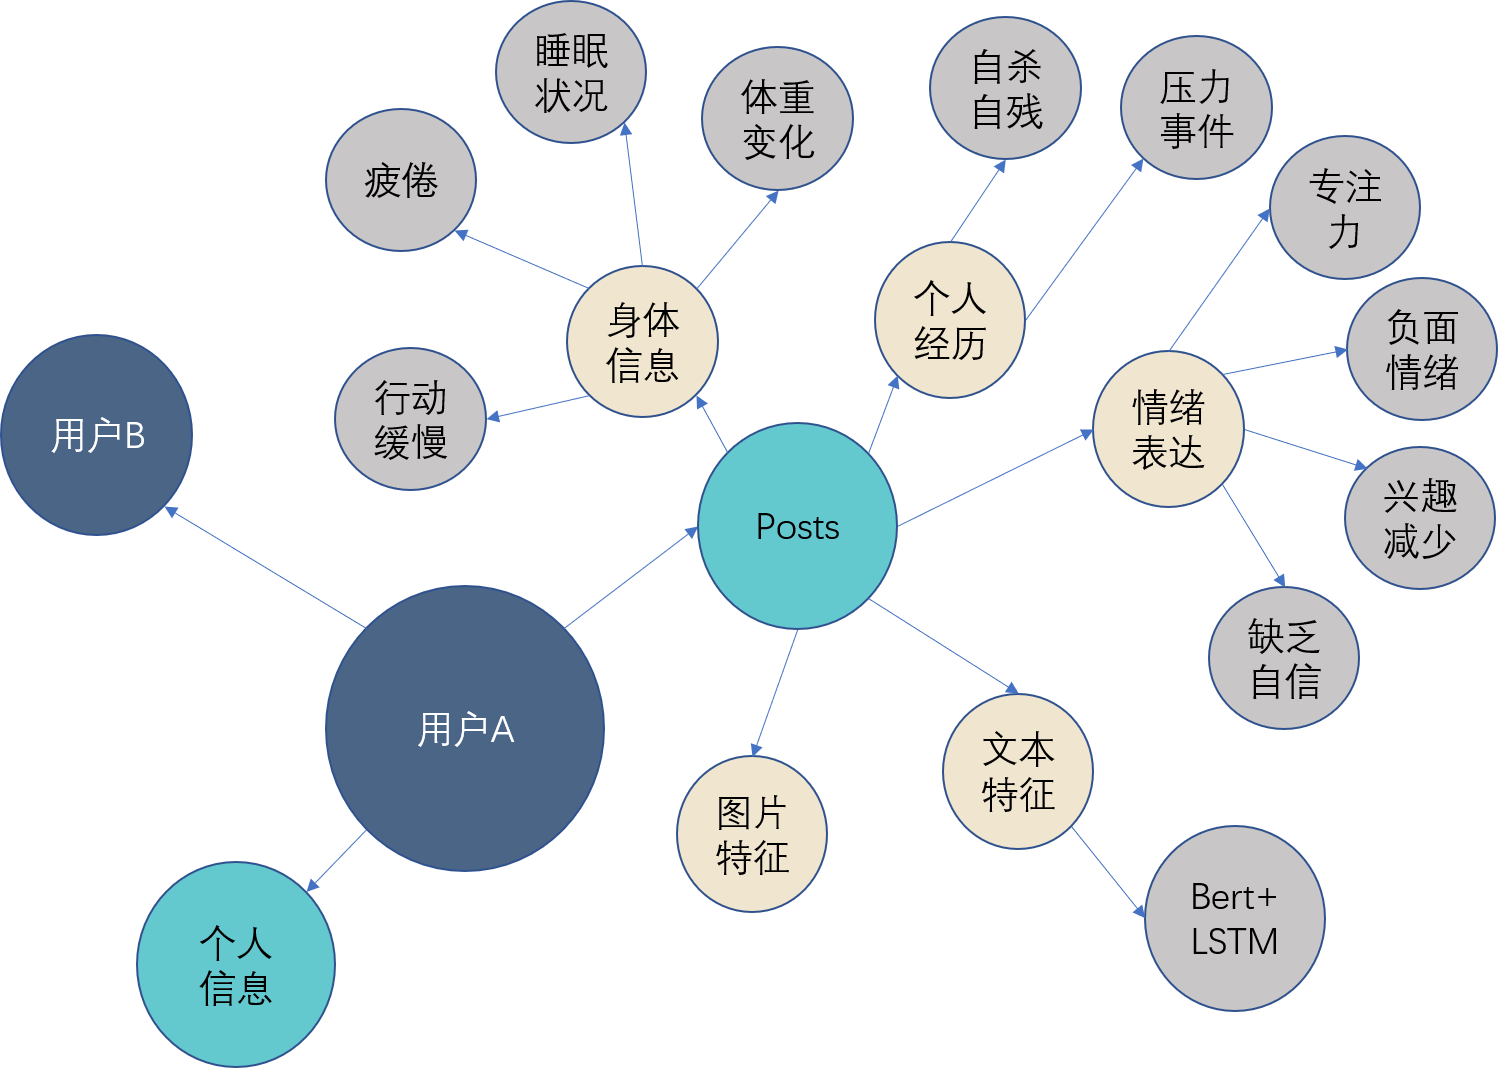 睡眠
状况
体重
变化
自杀
自残
压力
事件
疲倦
专注
力
身体
信息
个人
经历
负面
情绪
行动
缓慢
情绪
表达
用户B
兴趣
减少
Posts
缺乏
自信
用户A
文本
特征
图片
特征
Bert+
LSTM
个人
信息